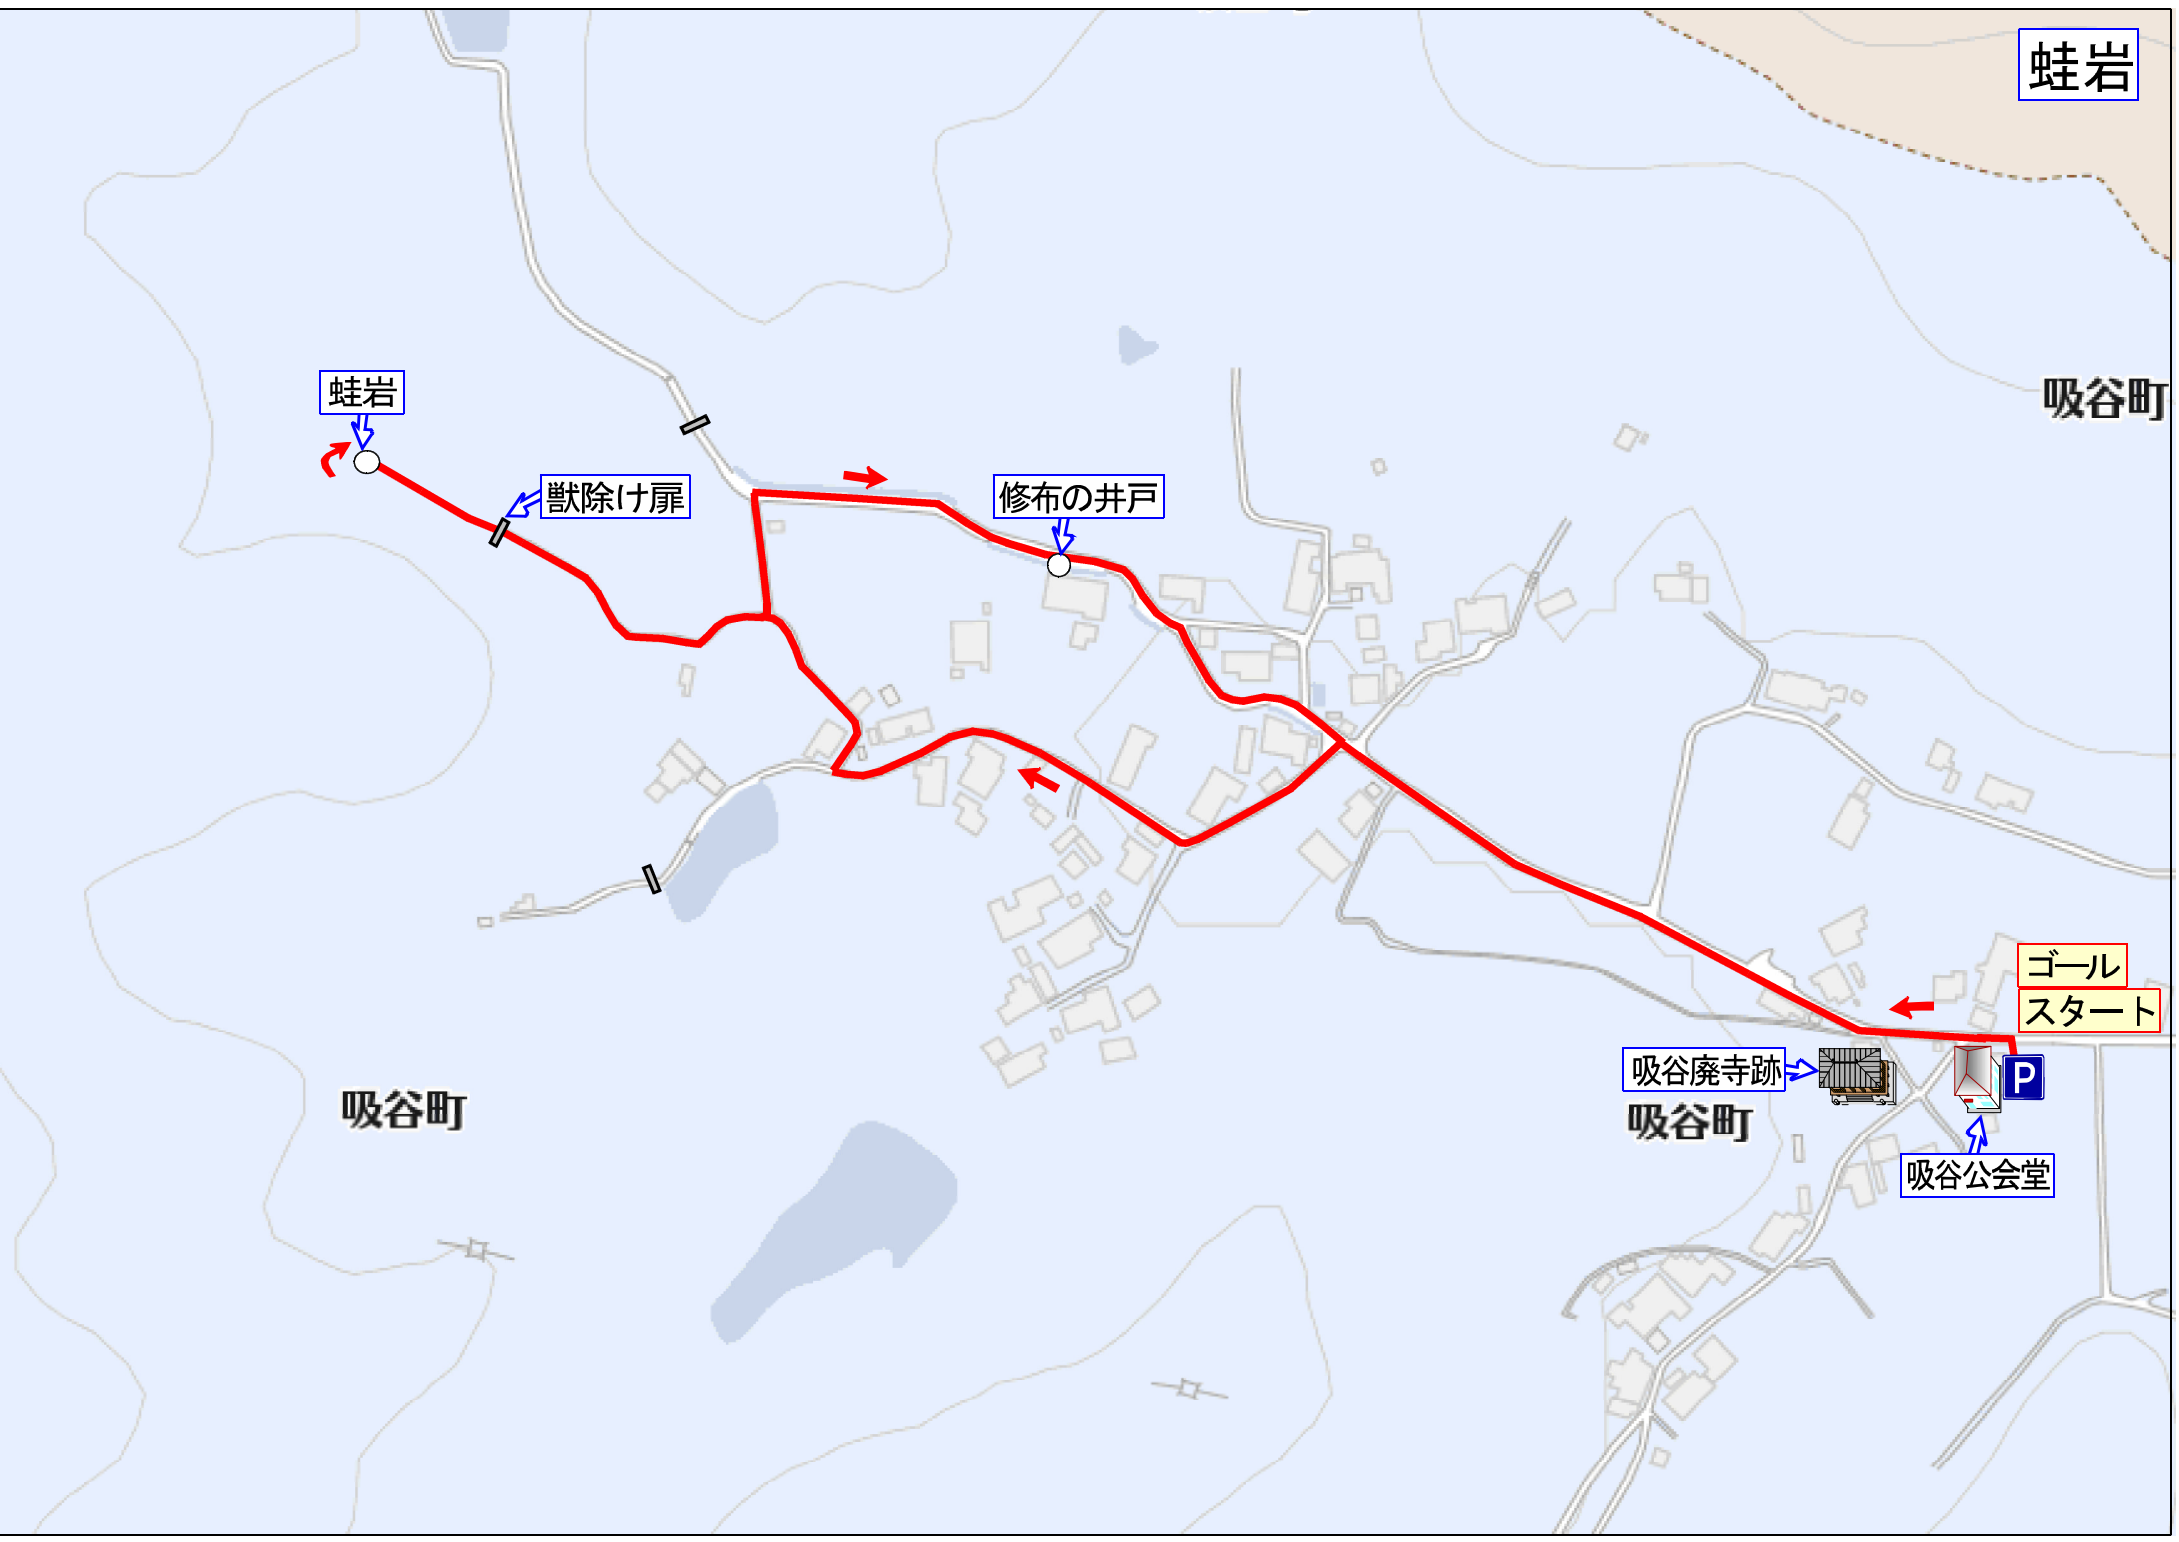 蛙岩
吸谷町
蛙岩
獣除け扉
修布の井戸
ゴール
スタート
吸谷廃寺跡
P
吸谷町
吸谷町
吸谷公会堂